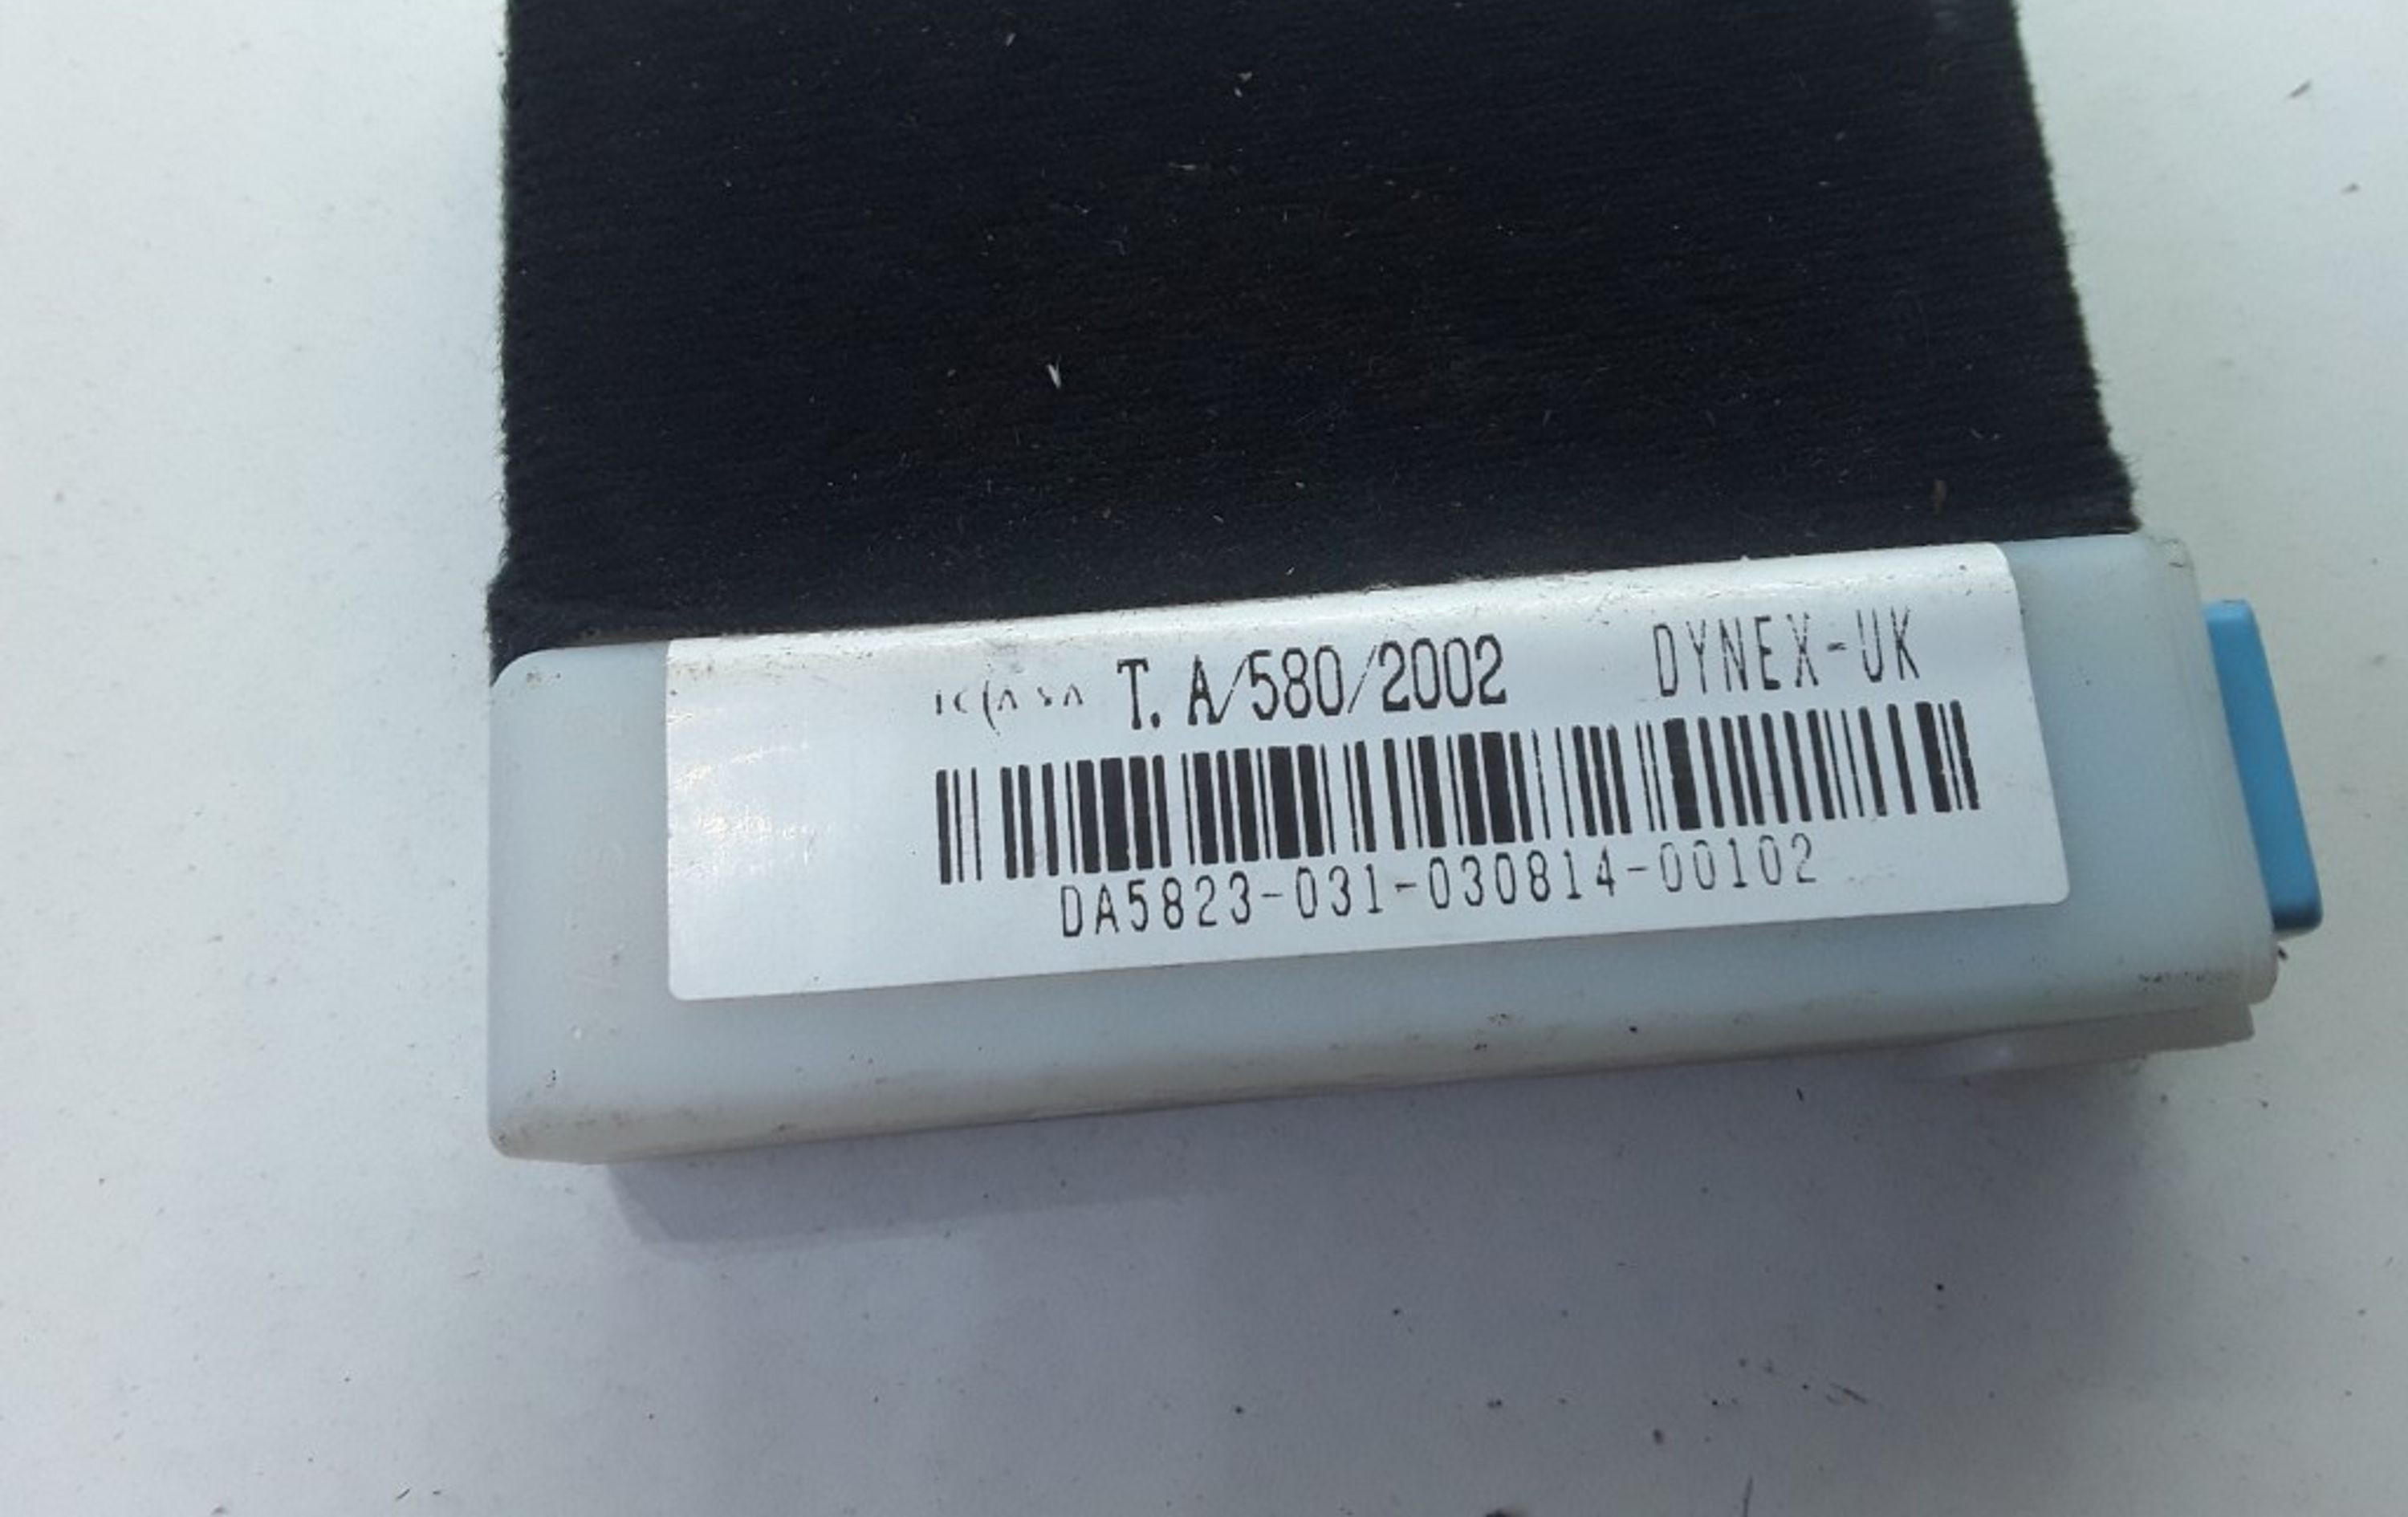 ICASA T. A/580/2002 DYNEX-UK
DA5823-031-030814-00102